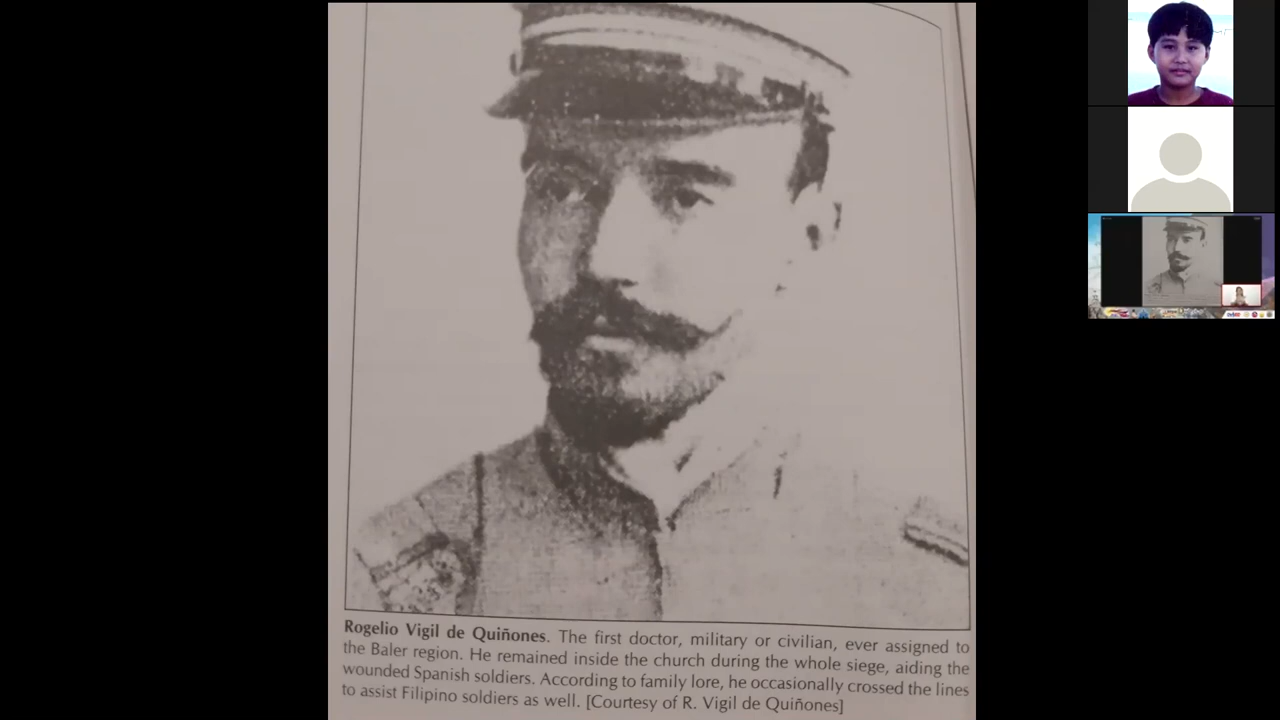 Rogelio Vigil de Quiñones. The first doctor, military or civilian, ever assigned to
the Baler region. He remained inside the church during the whole siege, aiding the
wounded Spanish soldiers. According to family lore, he occasionally crossed the lines
to assist Filipino soldiers as well. [Courtesy of R. Vigil de Quiñones]